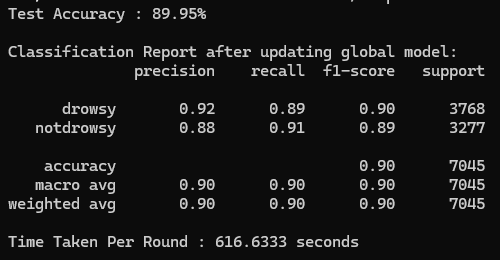 Test Accuracy : 89.95%
Classification Report after updating global model:
precision recall f1-score support
drowsy 0.92 0.89 0.90 3768
notdrowsy 0.88 0.91 0.89 3277
accuracy 0.90 7045
macro avg 0.90 0.90 0.90 7045
weighted avg 0.90 0.90 0.90 7045
Time Taken Per Round : 616.6333 seconds